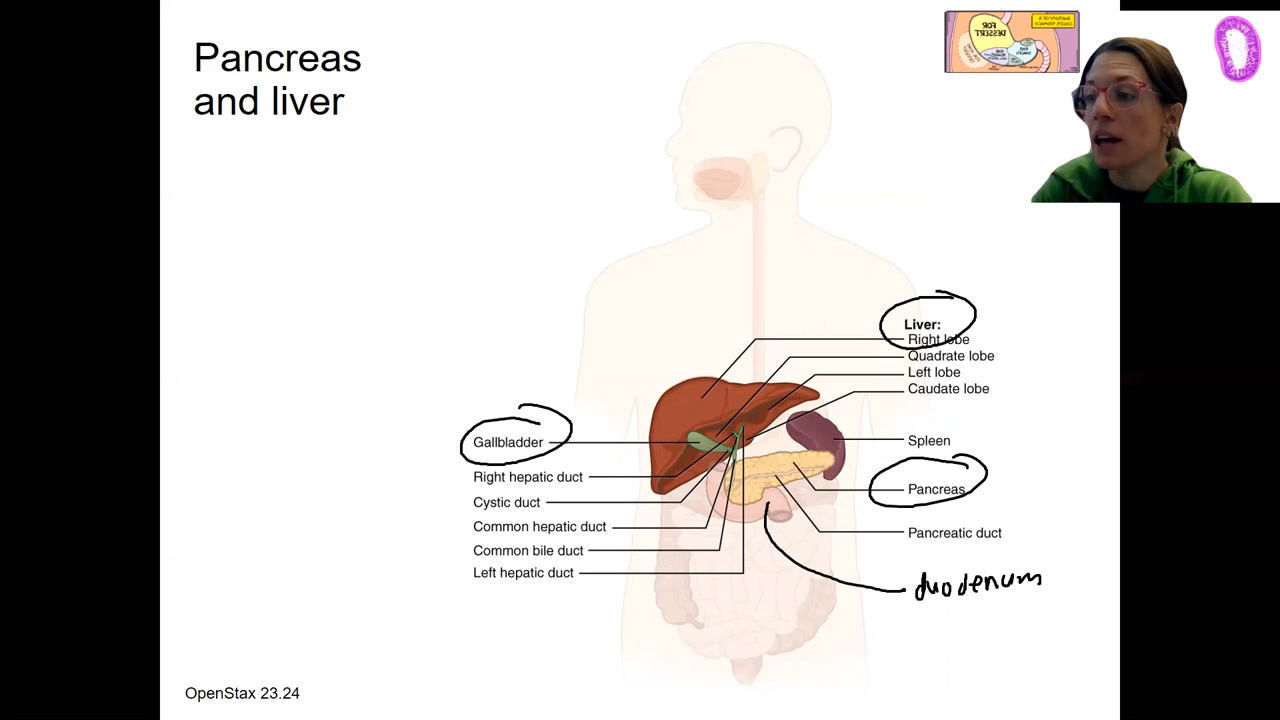 Pancreas
and liver
FOR
DESSERT
Liver:
Right lobe
Quadrate lobe
Left lobe
Caudate lobe
Gallbladder
Spleen
Right hepatic duct
Pancreas
Cystic duct
Common hepatic duct
Pancreatic duct
Common bile duct
Left hepatic duct
duodenum
OpenStax 23.24